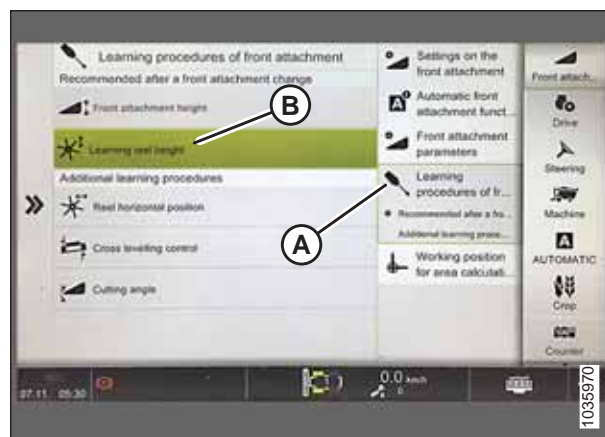 Learning procedures of front attachment
Recommended after a front attachment change
Front attachment height
Learning reel height
Additional learning procedures
Reel horizontal position
Cross levelling control
Cutting angle
B
A
Settings on the
front attachment
Automatic front
attachment funct...
Front attachment
parameters
Learning
procedures of fr...
Recommended after a fro...
Additional learning proce...
Working position
for area calculati...
Front attach...
Drive
Steering
Machine
A
AUTOMATIC
Crop
Counter
07:11 05:30
0.0 km/h
0
1035970